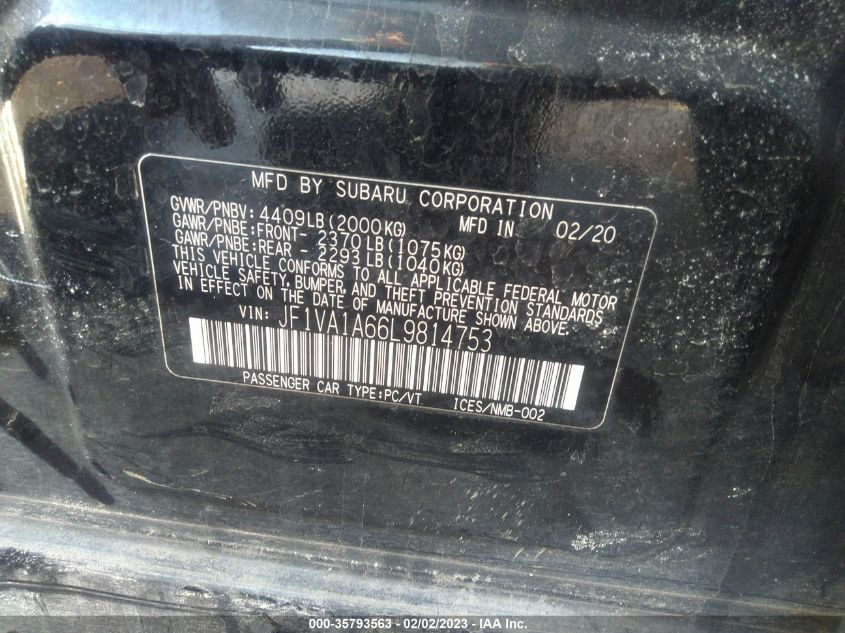 MFD BY SUBARU CORPORATION
GVWR/PNBV: 4409LB(2000KG) MFD IN 02/20
GAWR/PNBE:FRONT- 2370LB(1075KG)
GAWR/PNBE:REAR - 2293LB(1040KG)
THIS VEHICLE CONFORMS TO ALL APPLICABLE FEDERAL MOTOR
VEHICLE SAFETY, BUMPER, AND THEFT PREVENTION STANDARDS
IN EFFECT ON THE DATE OF MANUFACTURE SHOWN ABOVE.
VIN: JF1VA1A66L9814753
PASSENGER CAR TYPE:PC/VT ICES/NMB-002
000-35793563 - 02/02/2023 - IAA Inc.